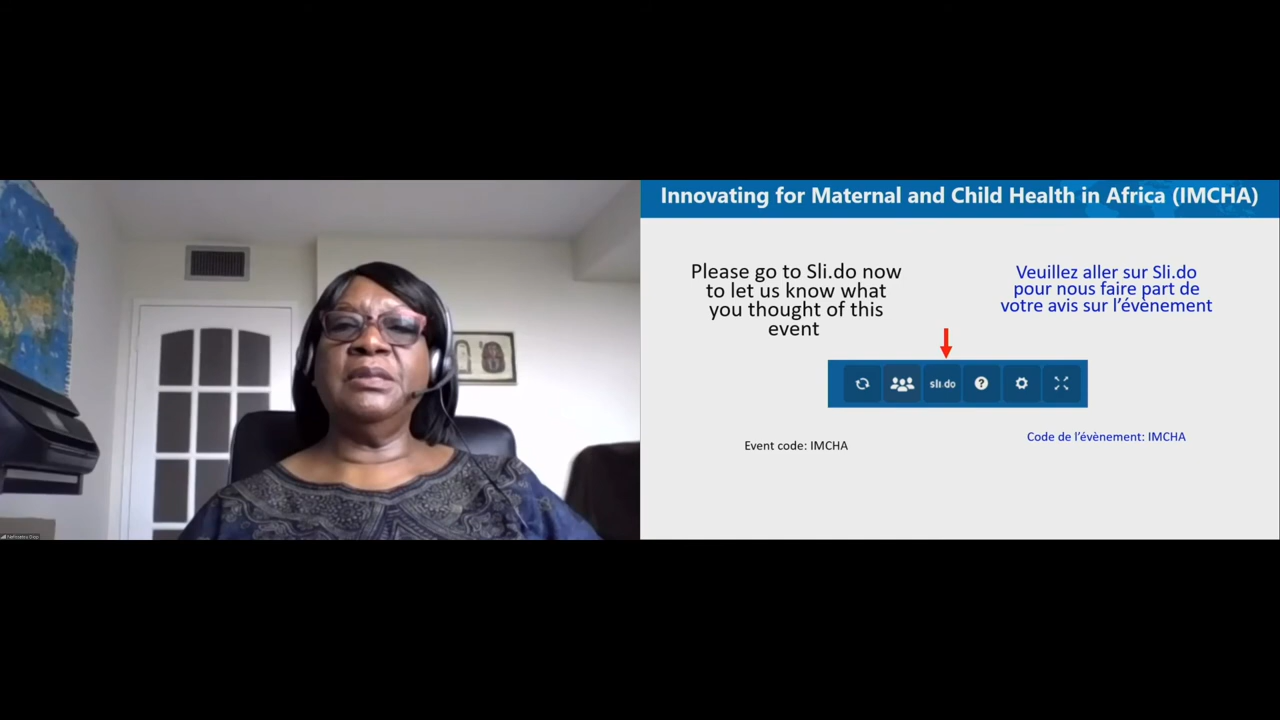 Innovating for Maternal and Child Health in Africa (IMCHA)
Please go to Sli.do now
to let us know what
you thought of this
event
Veuillez aller sur Sli.do
pour nous faire part de
votre avis sur l’évènement
sli.do
?
Event code: IMCHA
Code de l’évènement: IMCHA